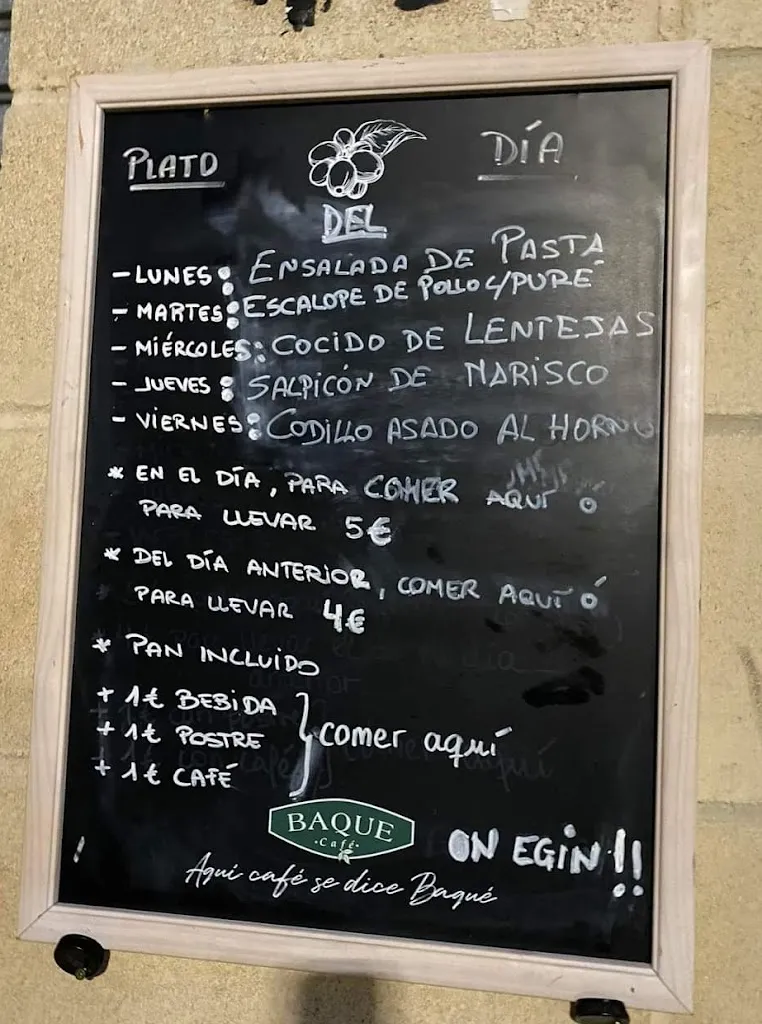 PLATO DEL DÍA
- LUNES: ENSALADA DE PASTA
- MARTES: ESCALOPE DE POLLO C/PURÉ
- MIÉRCOLES: COCIDO DE LENTEJAS
- JUEVES: SALPICÓN DE MARISCO
- VIERNES: CODILLO ASADO AL HORNO
* EN EL DÍA, PARA COMER AQUÍ O
PARA LLEVAR 5€
* DEL DÍA ANTERIOR, COMER AQUÍ Ó
PARA LLEVAR 4€
* PAN INCLUIDO
+ 1€ BEBIDA
+ 1€ POSTRE } comer aquí
+ 1€ CAFÉ
BAQUE
Café
ON EGIN!!
Aquí café se dice Baqué